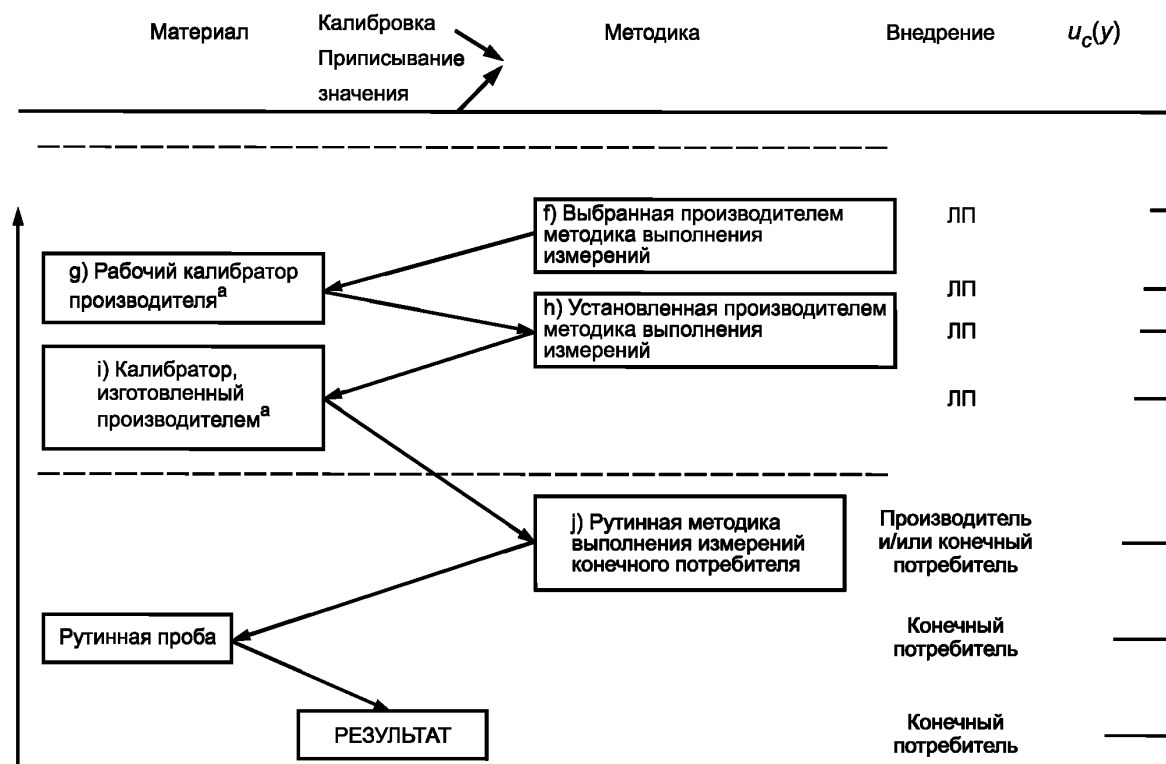 Материал
Калибровка
Приписывание
значения
Методика
Внедрение
u_c(y)
f) Выбранная производителем
методика выполнения
измерений
ЛП
g) Рабочий калибратор
производителя^a
ЛП
h) Установленная производителем
методика выполнения
измерений
ЛП
i) Калибратор,
изготовленный
производителем^a
ЛП
j) Рутинная методика
выполнения измерений
конечного потребителя
Производитель
и/или конечный
потребитель
Рутинная проба
Конечный
потребитель
РЕЗУЛЬТАТ
Конечный
потребитель